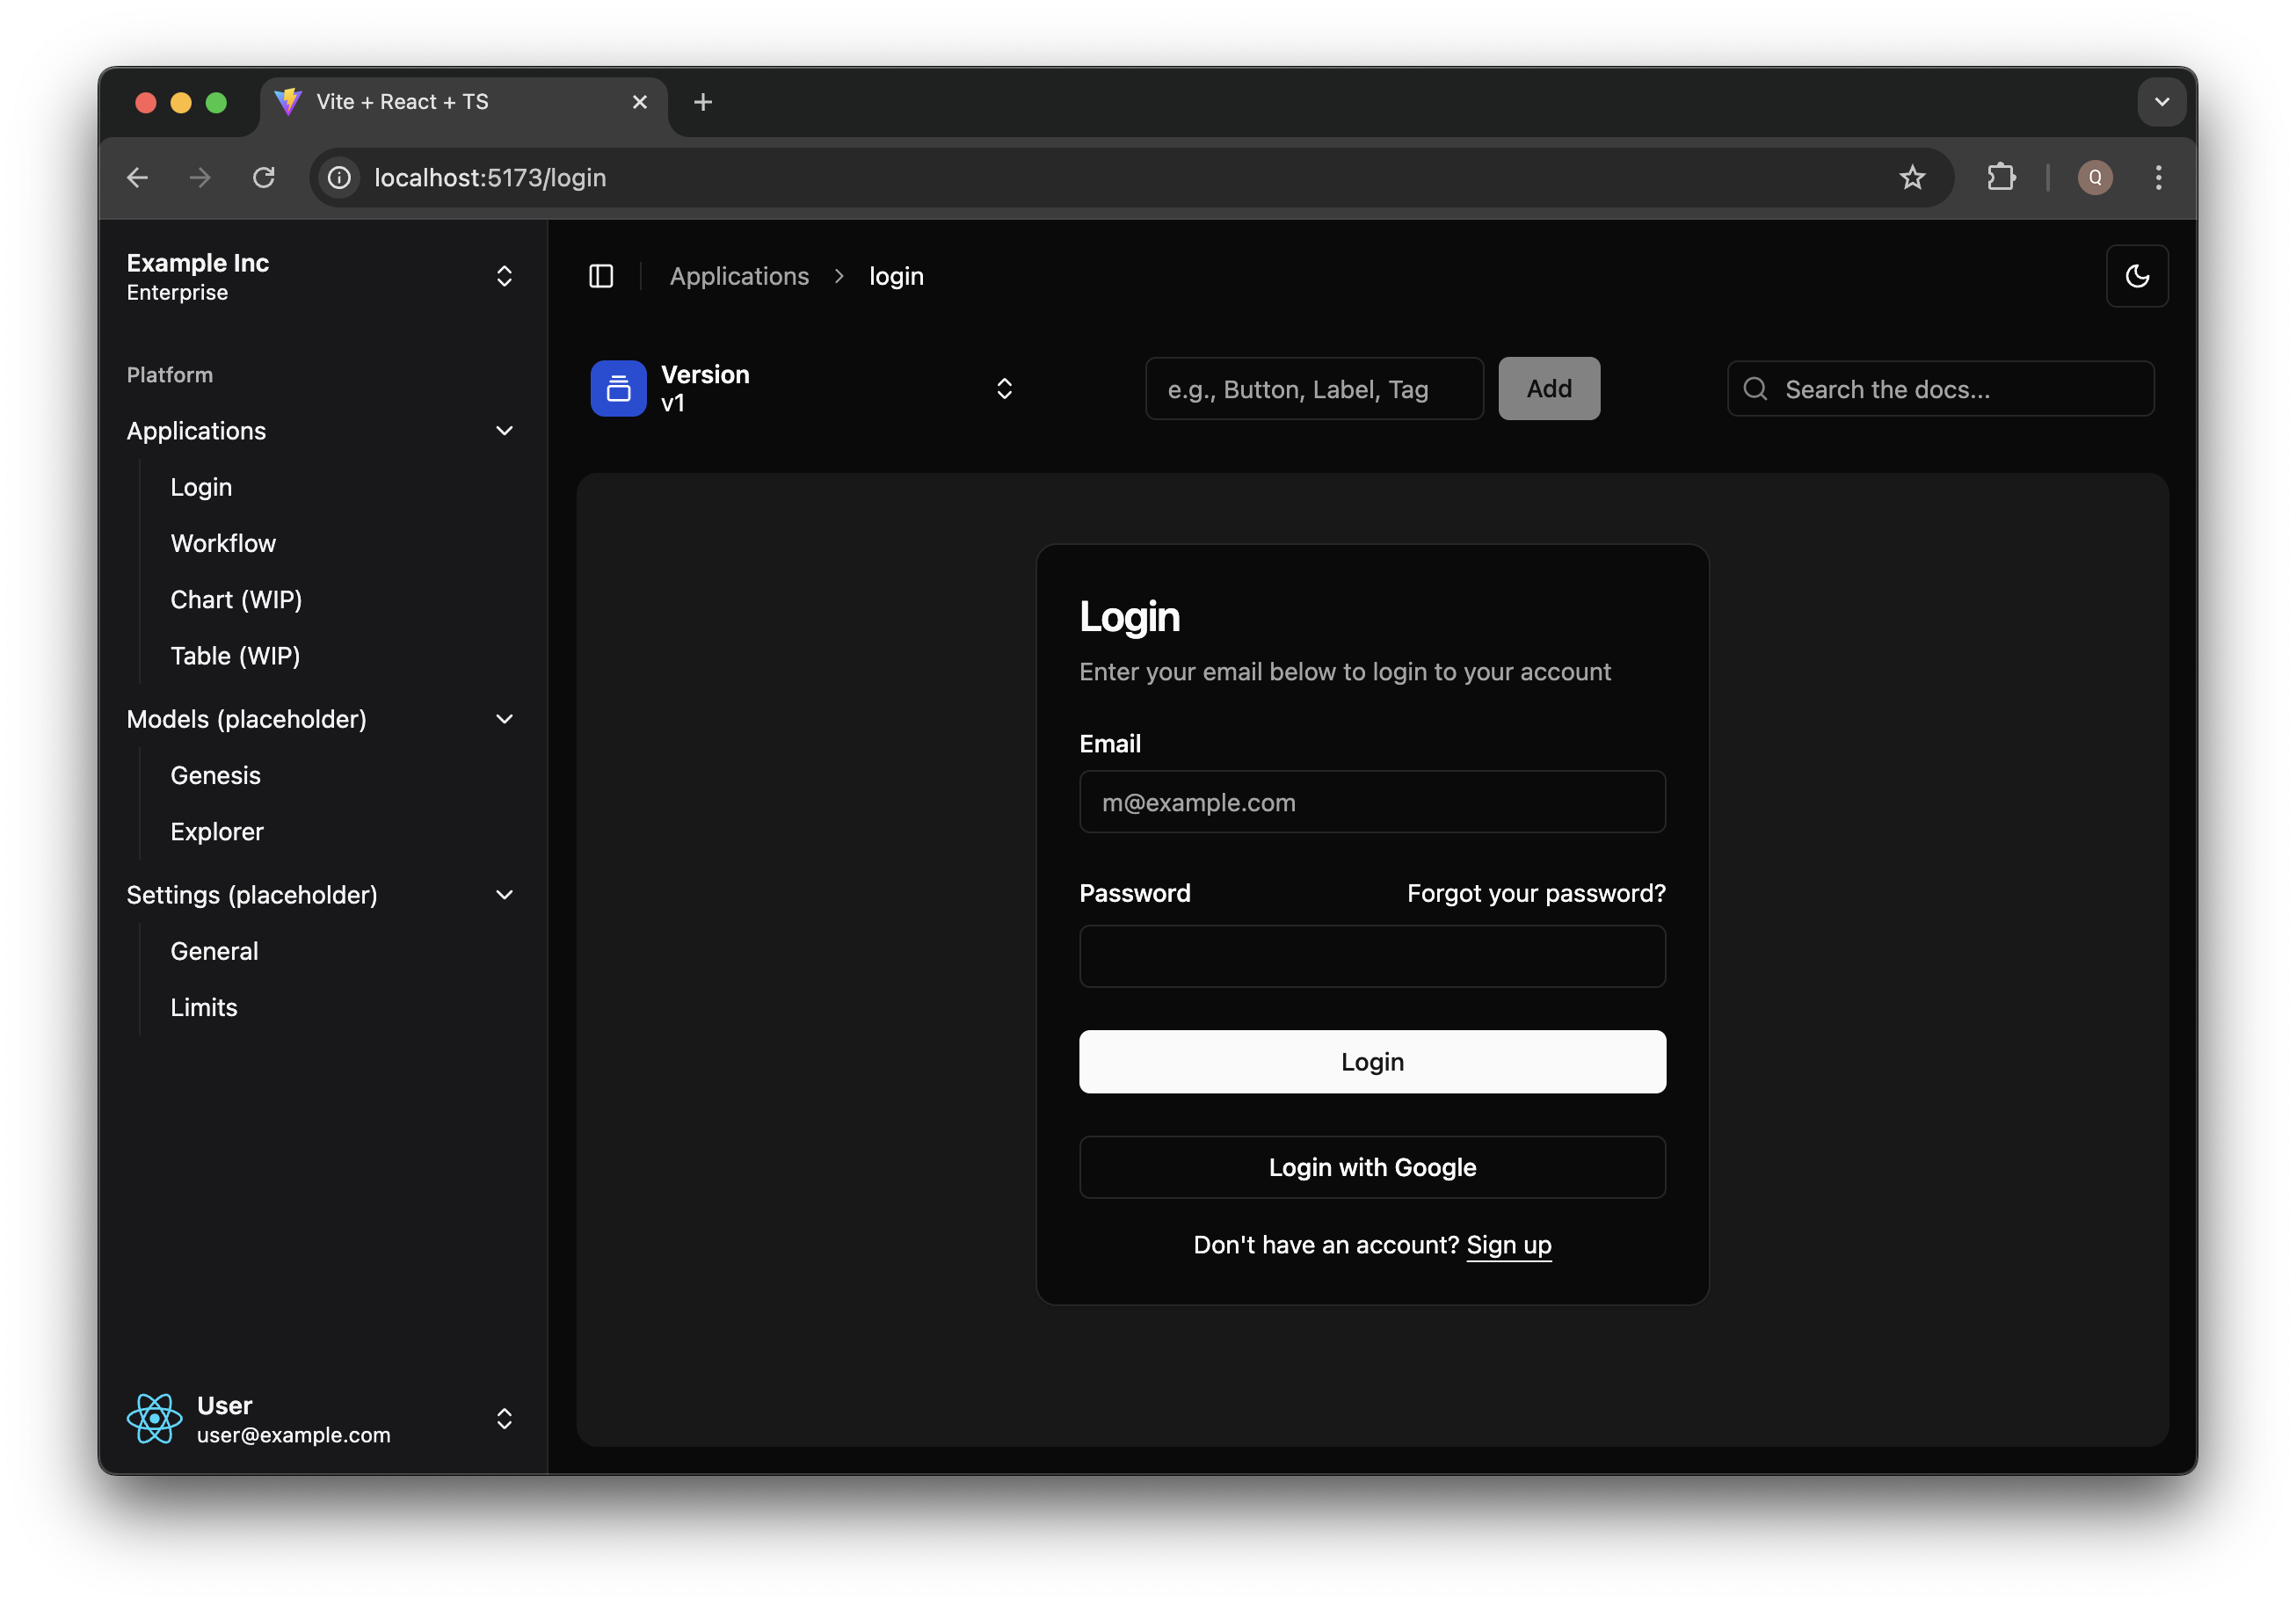 Vite + React + TS
localhost:5173/login
Q
Example Inc
Enterprise
Platform
Applications
Login
Workflow
Chart (WIP)
Table (WIP)
Models (placeholder)
Genesis
Explorer
Settings (placeholder)
General
Limits
User
user@example.com
Applications > login
Version
v1
e.g., Button, Label, Tag
Add
Search the docs...
Login
Enter your email below to login to your account
Email
m@example.com
Password Forgot your password?
Login
Login with Google
Don't have an account? Sign up